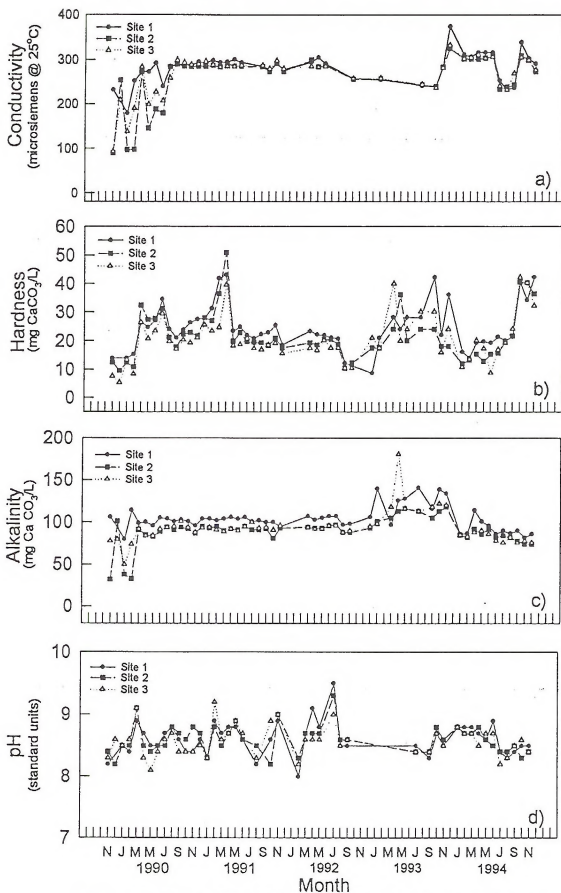 Conductivity
(microsiemens @ 25°C)
400
300
200
100
0
Site 1
Site 2
Site 3
a)
Hardness
(mg CaCO3/L)
60
50
40
30
20
10
0
Site 1
Site 2
Site 3
b)
Alkalinity
(mg Ca CO3/L)
200
150
100
50
0
Site 1
Site 2
Site 3
c)
pH
(standard units)
10
9
8
7
Site 1
Site 2
Site 3
d)
N J M M J S N J M M J S N J M M J S N J M M J S N J M M J S N
1990 1991 1992 1993 1994
Month